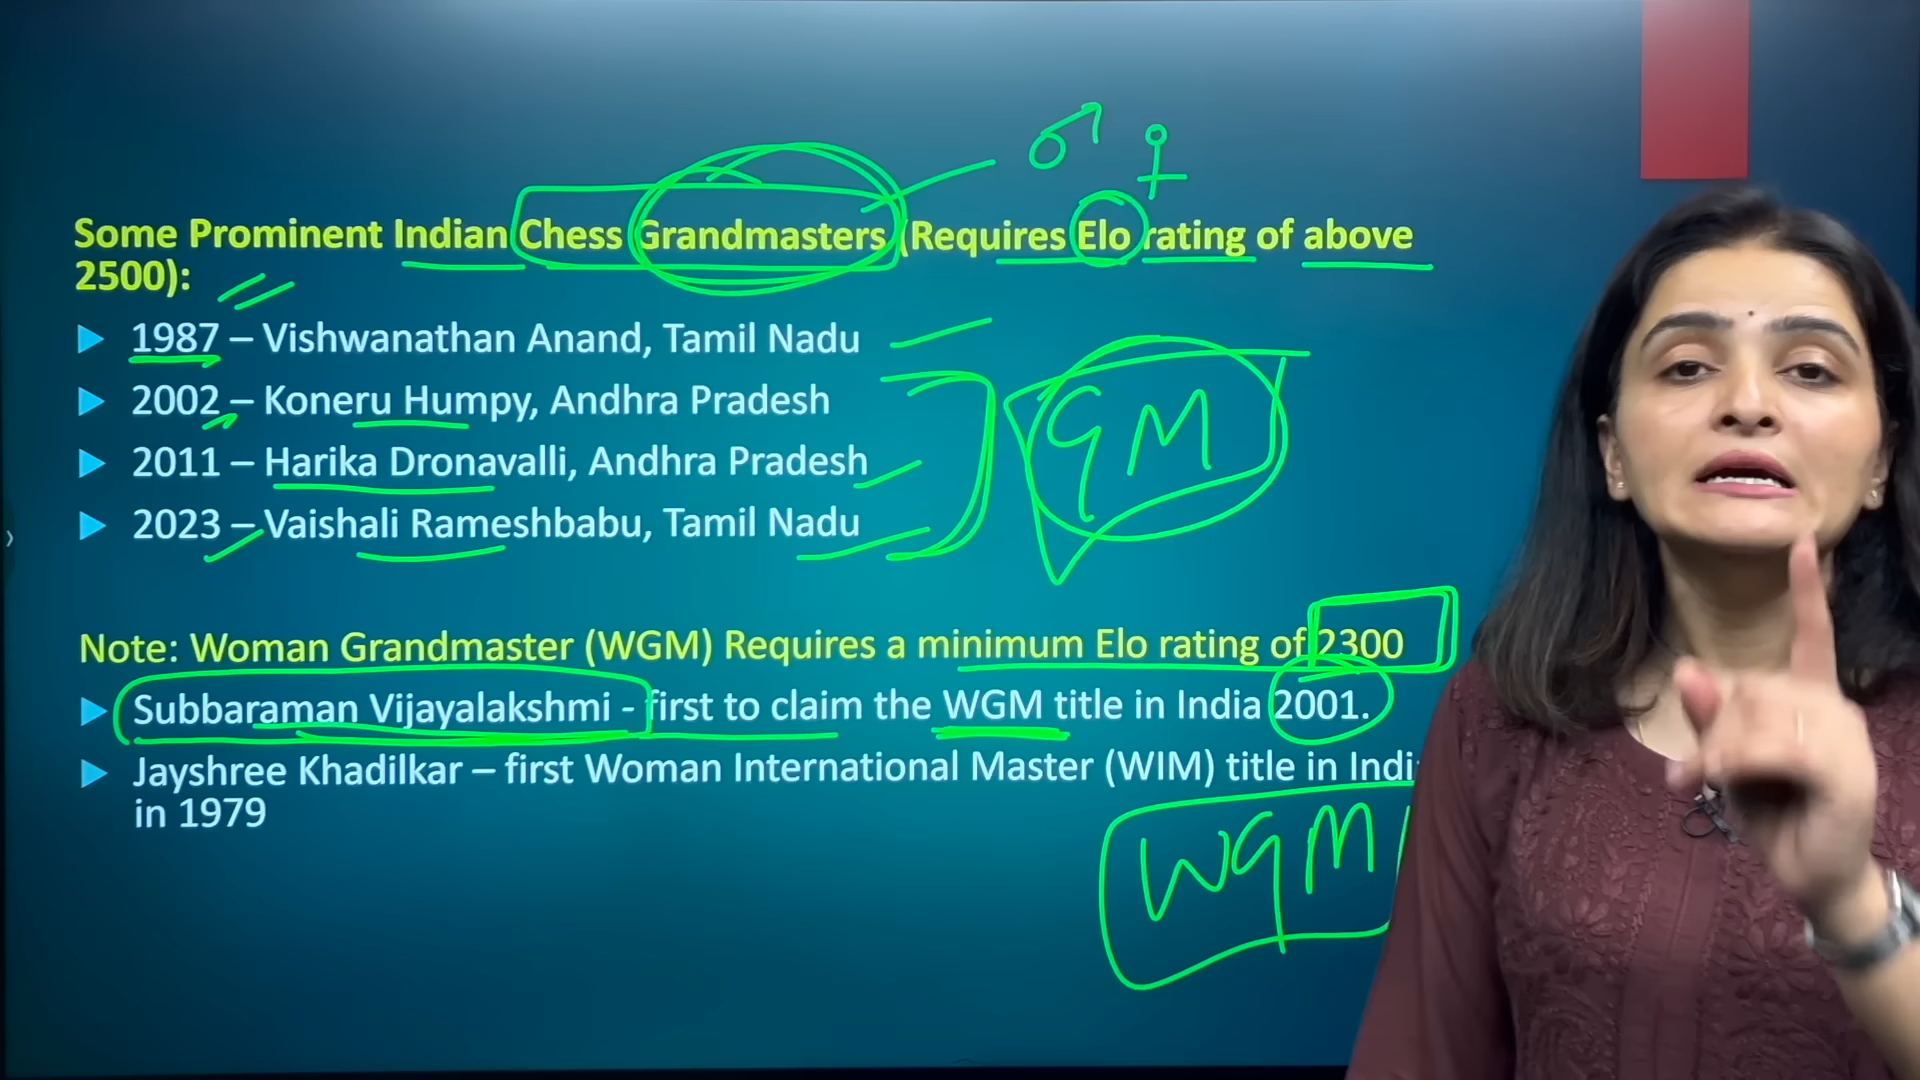 Some Prominent Indian Chess Grandmasters (Requires Elo rating of above
2500):
1987 – Vishwanathan Anand, Tamil Nadu
2002 – Koneru Humpy, Andhra Pradesh
2011 – Harika Dronavalli, Andhra Pradesh
2023 – Vaishali Rameshbabu, Tamil Nadu
GM
Note: Woman Grandmaster (WGM) Requires a minimum Elo rating of 2300
Subbaraman Vijayalakshmi - first to claim the WGM title in India 2001.
Jayshree Khadilkar – first Woman International Master (WIM) title in Indi
in 1979
WGM